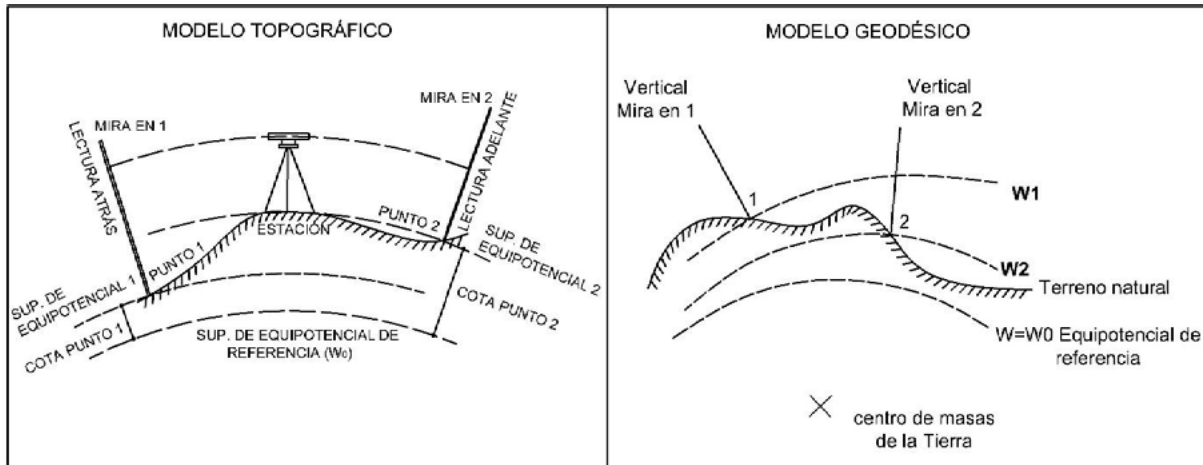 MODELO TOPOGRÁFICO
MIRA EN 1
MIRA EN 2
LECTURA ATRÁS
LECTURA ADELANTE
ESTACIÓN
PUNTO 1
PUNTO 2
SUP. DE
EQUIPOTENCIAL 1
SUP. DE
EQUIPOTENCIAL 2
COTA PUNTO 1
COTA PUNTO 2
SUP. DE EQUIPOTENCIAL DE
REFERENCIA (W0)
MODELO GEODÉSICO
Vertical
Mira en 1
Vertical
Mira en 2
1
2
W1
W2
Terreno natural
W=W0 Equipotencial de
referencia
centro de masas
de la Tierra